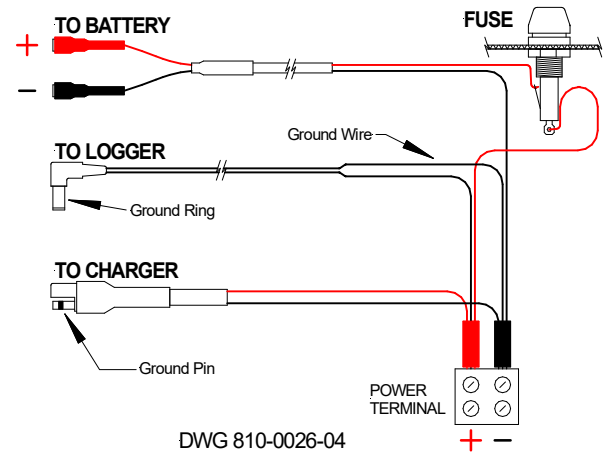 TO BATTERY
FUSE
+
−
Ground Wire
TO LOGGER
Ground Ring
TO CHARGER
Ground Pin
POWER
TERMINAL
+ −
DWG 810-0026-04